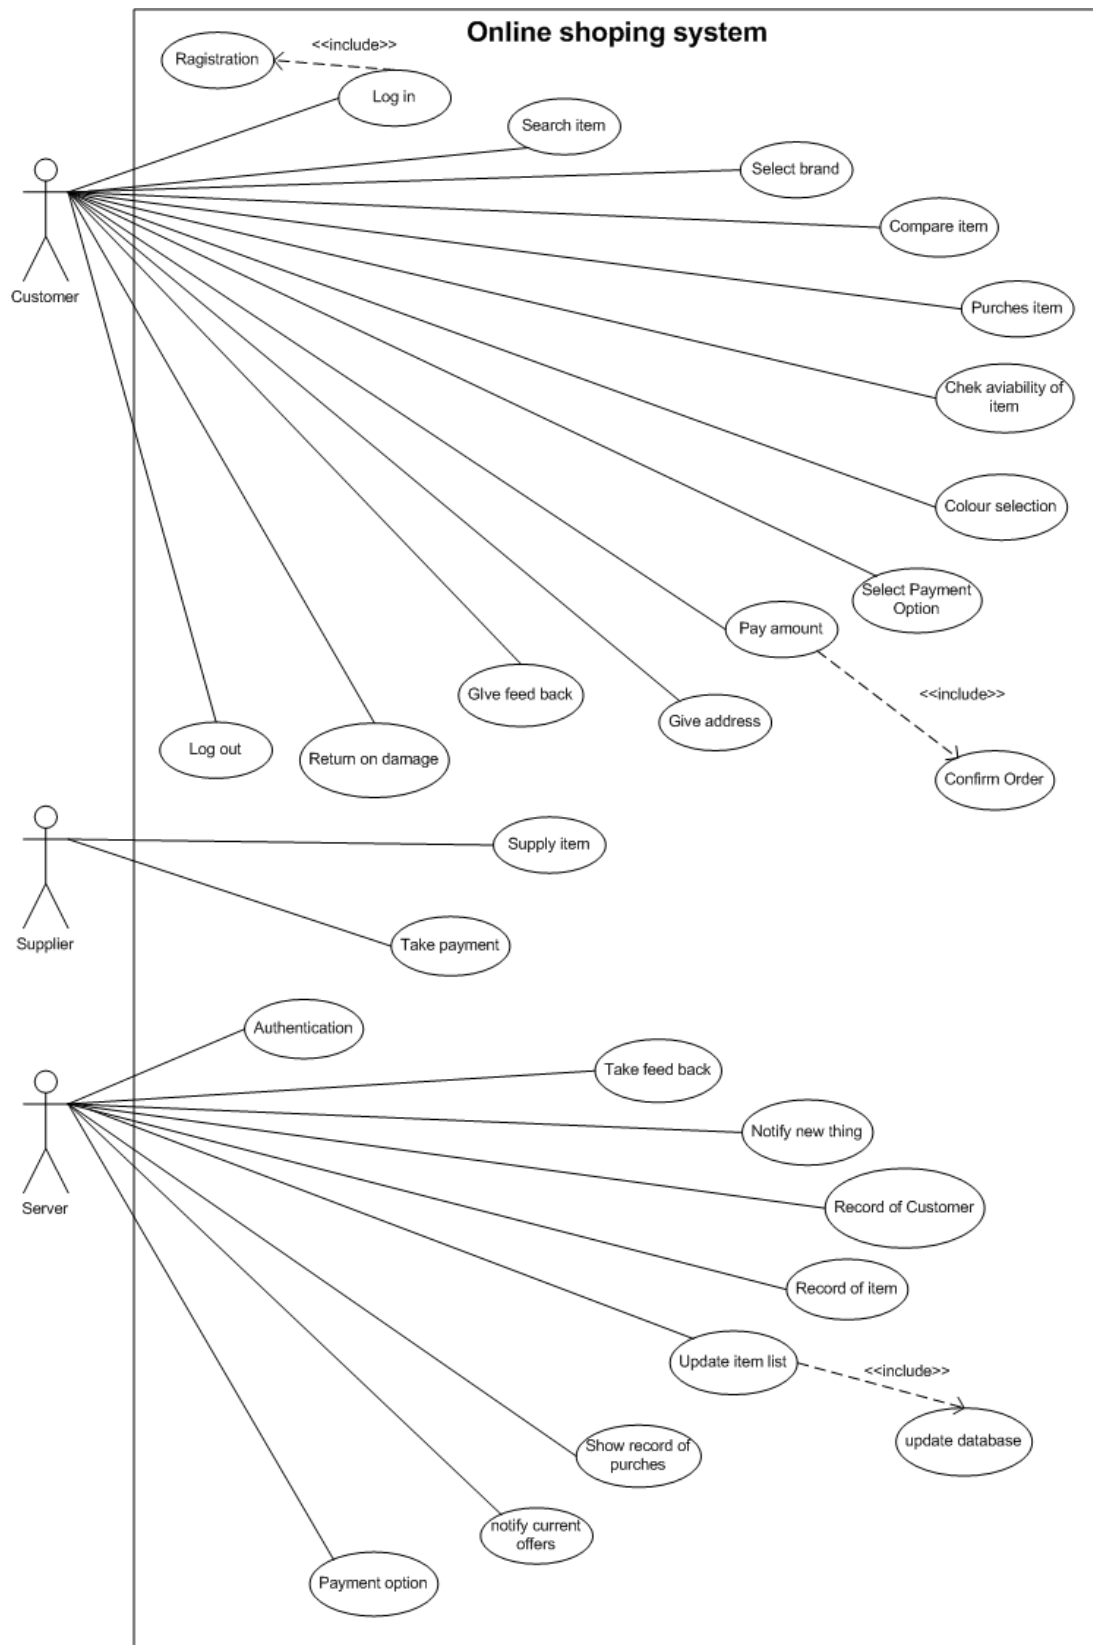 Online shoping system
<<include>>
Ragistration
Log in
Search item
Select brand
Compare item
Customer
Purches item
Chek aviability of
item
Colour selection
Select Payment
Option
Pay amount
<<include>>
GIve feed back
Give address
Log out
Return on damage
Confirm Order
Supply item
Supplier
Take payment
Authentication
Take feed back
Notify new thing
Server
Record of Customer
Record of item
Update item list
<<include>>
update database
Show record of
purches
notify current
offers
Payment option